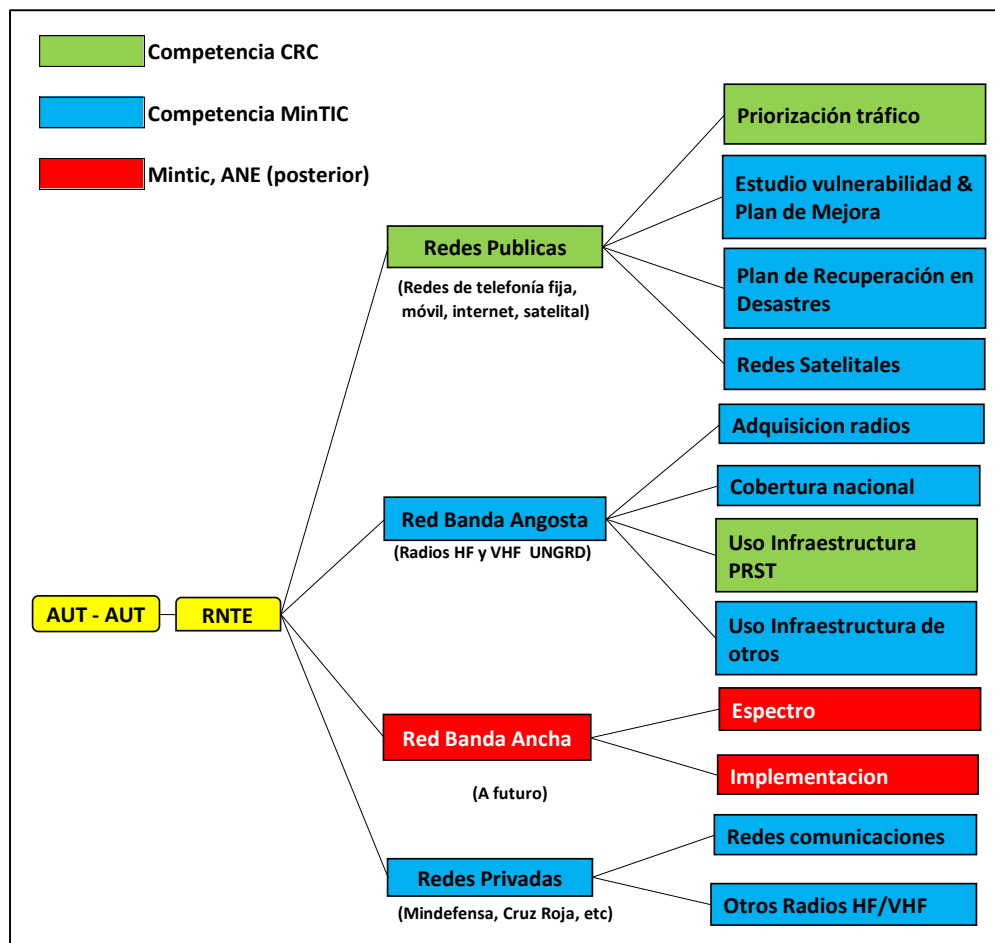 Competencia CRC
Competencia MinTIC
Mintic, ANE (posterior)
AUT - AUT
RNTE
Redes Publicas
(Redes de telefonía fija,
móvil, internet, satelital)
Priorización tráfico
Estudio vulnerabilidad &
Plan de Mejora
Plan de Recuperación en
Desastres
Redes Satelitales
Red Banda Angosta
(Radios HF y VHF UNGRD)
Adquisicion radios
Cobertura nacional
Uso Infraestructura
PRST
Uso Infraestructura de
otros
Red Banda Ancha
(A futuro)
Espectro
Implementacion
Redes Privadas
(Mindefensa, Cruz Roja, etc)
Redes comunicaciones
Otros Radios HF/VHF